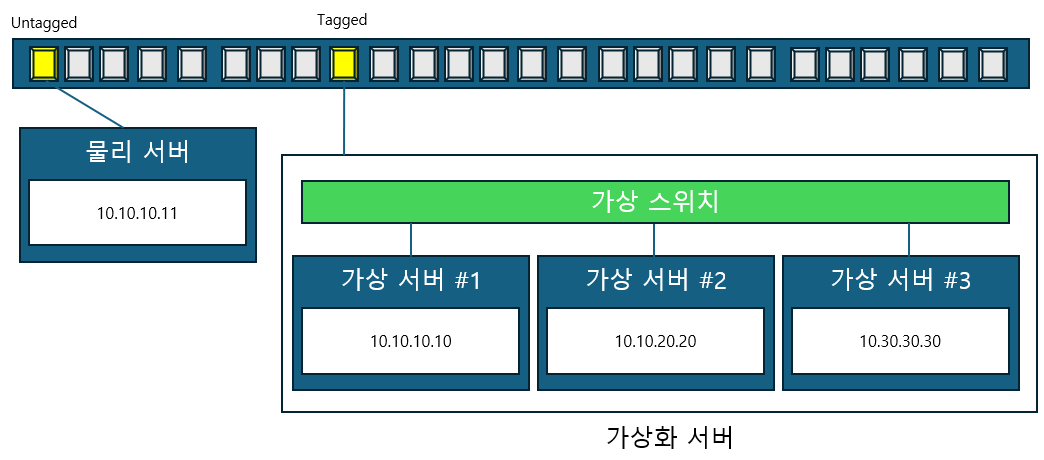 Untagged
Tagged
물리 서버
10.10.10.11
가상 스위치
가상 서버 #1
가상 서버 #2
가상 서버 #3
10.10.10.10
10.10.20.20
10.30.30.30
가상화 서버